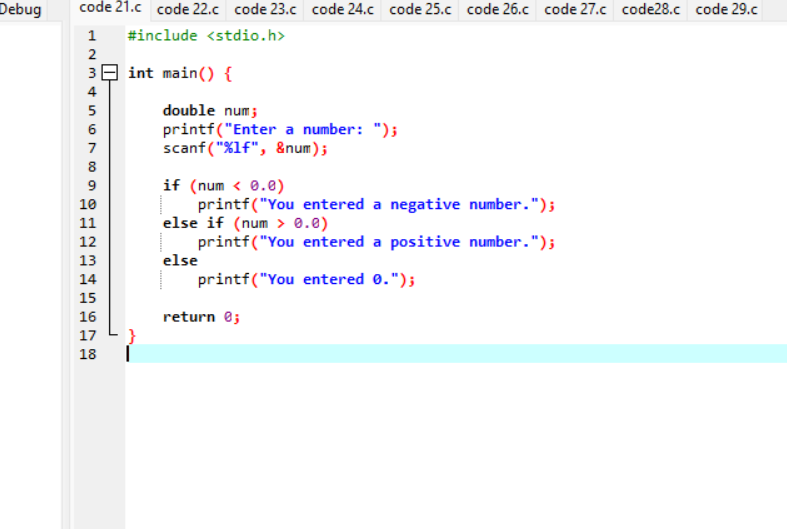 Debug code 21.c code 22.c code 23.c code 24.c code 25.c code 26.c code 27.c code28.c code 29.c
1 #include <stdio.h>
2
3 int main() {
4
5 double num;
6 printf("Enter a number: ");
7 scanf("%lf", &num);
8
9 if (num < 0.0)
10 printf("You entered a negative number.");
11 else if (num > 0.0)
12 printf("You entered a positive number.");
13 else
14 printf("You entered 0.");
15
16 return 0;
17 }
18